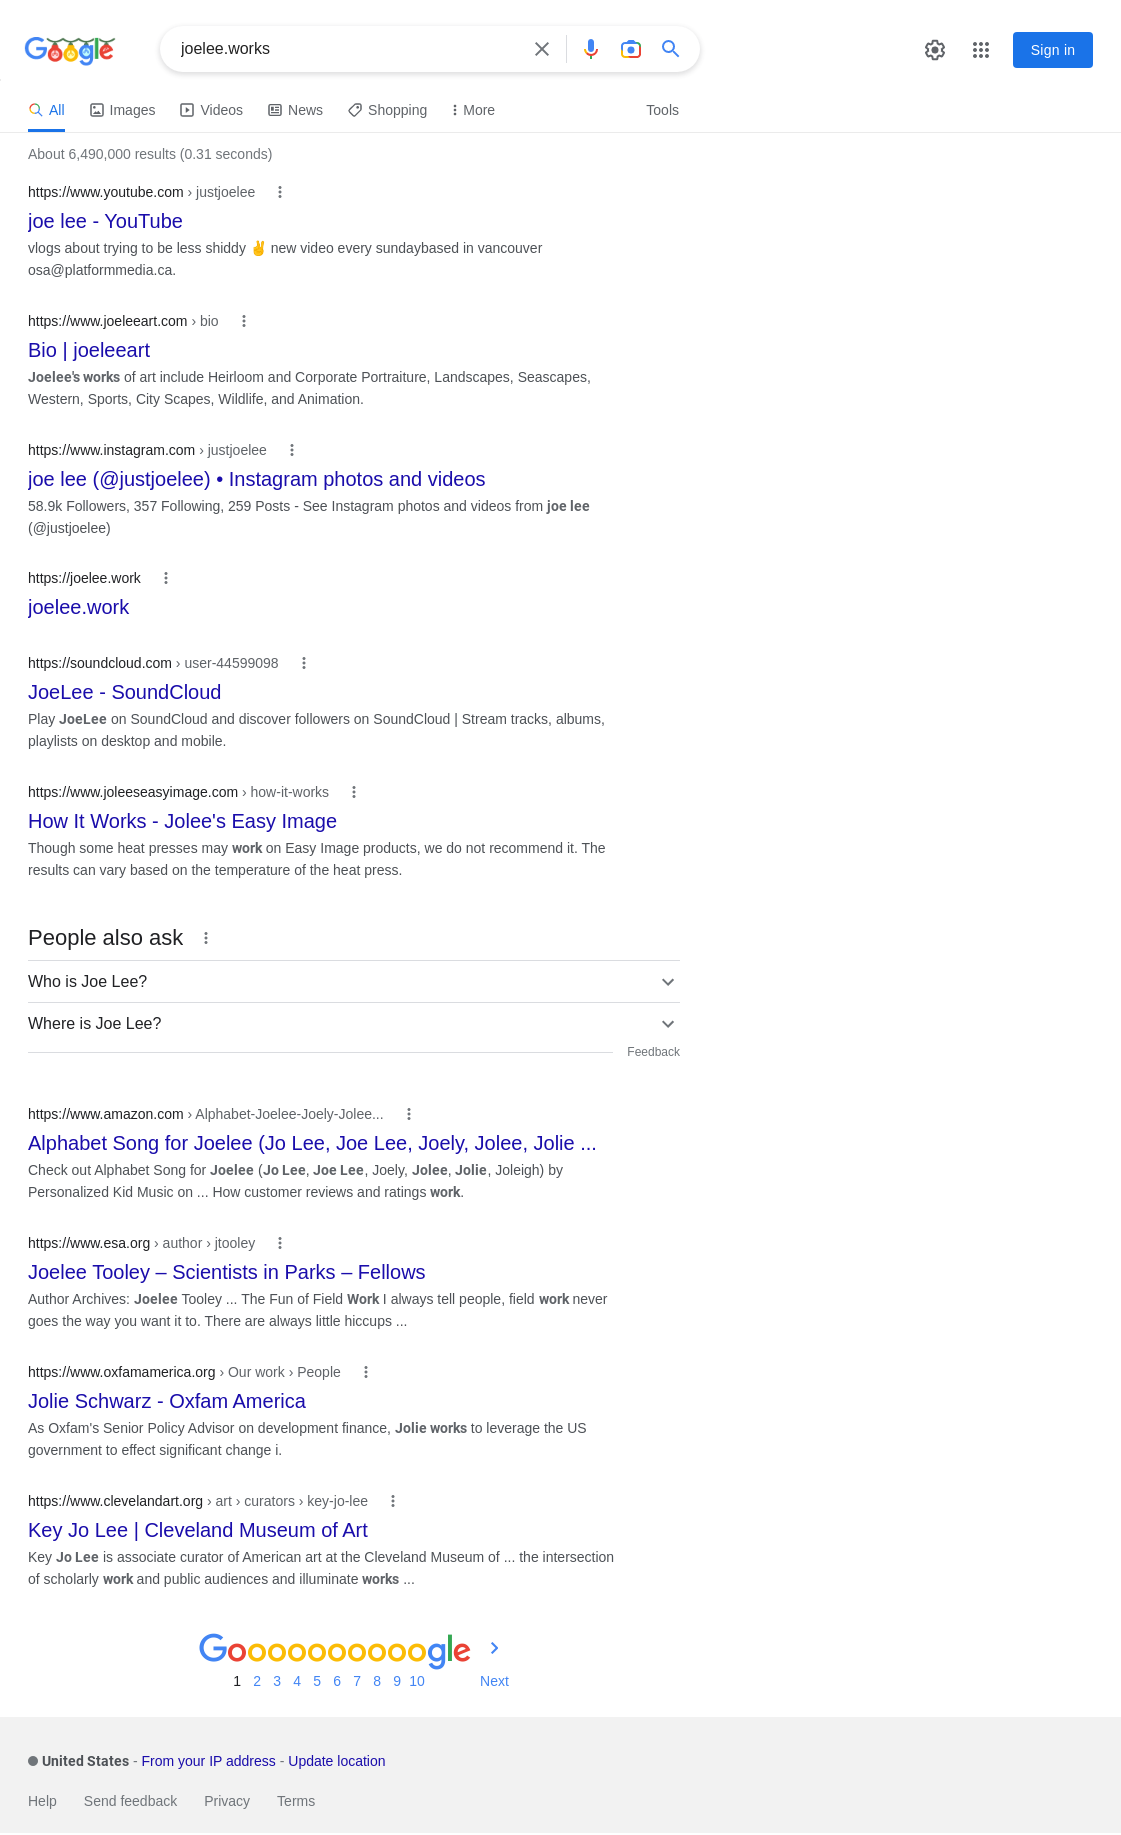 Google
joelee.works
Sign in
All
Images
Videos
News
Shopping
More
Tools
About 6,490,000 results (0.31 seconds)
https://www.youtube.com › justjoelee
joe lee - YouTube
vlogs about trying to be less shiddy ✌️ new video every sundaybased in vancouver
osa@platformmedia.ca.
https://www.joeleeart.com › bio
Bio | joeleeart
Joelee's works of art include Heirloom and Corporate Portraiture, Landscapes, Seascapes,
Western, Sports, City Scapes, Wildlife, and Animation.
https://www.instagram.com › justjoelee
joe lee (@justjoelee) • Instagram photos and videos
58.9k Followers, 357 Following, 259 Posts - See Instagram photos and videos from joe lee
(@justjoelee)
https://joelee.work
joelee.work
https://soundcloud.com › user-44599098
JoeLee - SoundCloud
Play JoeLee on SoundCloud and discover followers on SoundCloud | Stream tracks, albums,
playlists on desktop and mobile.
https://www.joleeseasyimage.com › how-it-works
How It Works - Jolee's Easy Image
Though some heat presses may work on Easy Image products, we do not recommend it. The
results can vary based on the temperature of the heat press.
People also ask
Who is Joe Lee?
Where is Joe Lee?
Feedback
https://www.amazon.com › Alphabet-Joelee-Joely-Jolee...
Alphabet Song for Joelee (Jo Lee, Joe Lee, Joely, Jolee, Jolie ...
Check out Alphabet Song for Joelee (Jo Lee, Joe Lee, Joely, Jolee, Jolie, Joleigh) by
Personalized Kid Music on ... How customer reviews and ratings work.
https://www.esa.org › author › jtooley
Joelee Tooley – Scientists in Parks – Fellows
Author Archives: Joelee Tooley ... The Fun of Field Work I always tell people, field work never
goes the way you want it to. There are always little hiccups ...
https://www.oxfamamerica.org › Our work › People
Jolie Schwarz - Oxfam America
As Oxfam's Senior Policy Advisor on development finance, Jolie works to leverage the US
government to effect significant change i.
https://www.clevelandart.org › art › curators › key-jo-lee
Key Jo Lee | Cleveland Museum of Art
Key Jo Lee is associate curator of American art at the Cleveland Museum of ... the intersection
of scholarly work and public audiences and illuminate works ...
Goooooooooogle
1 2 3 4 5 6 7 8 9 10 Next
United States - From your IP address - Update location
Help Send feedback Privacy Terms